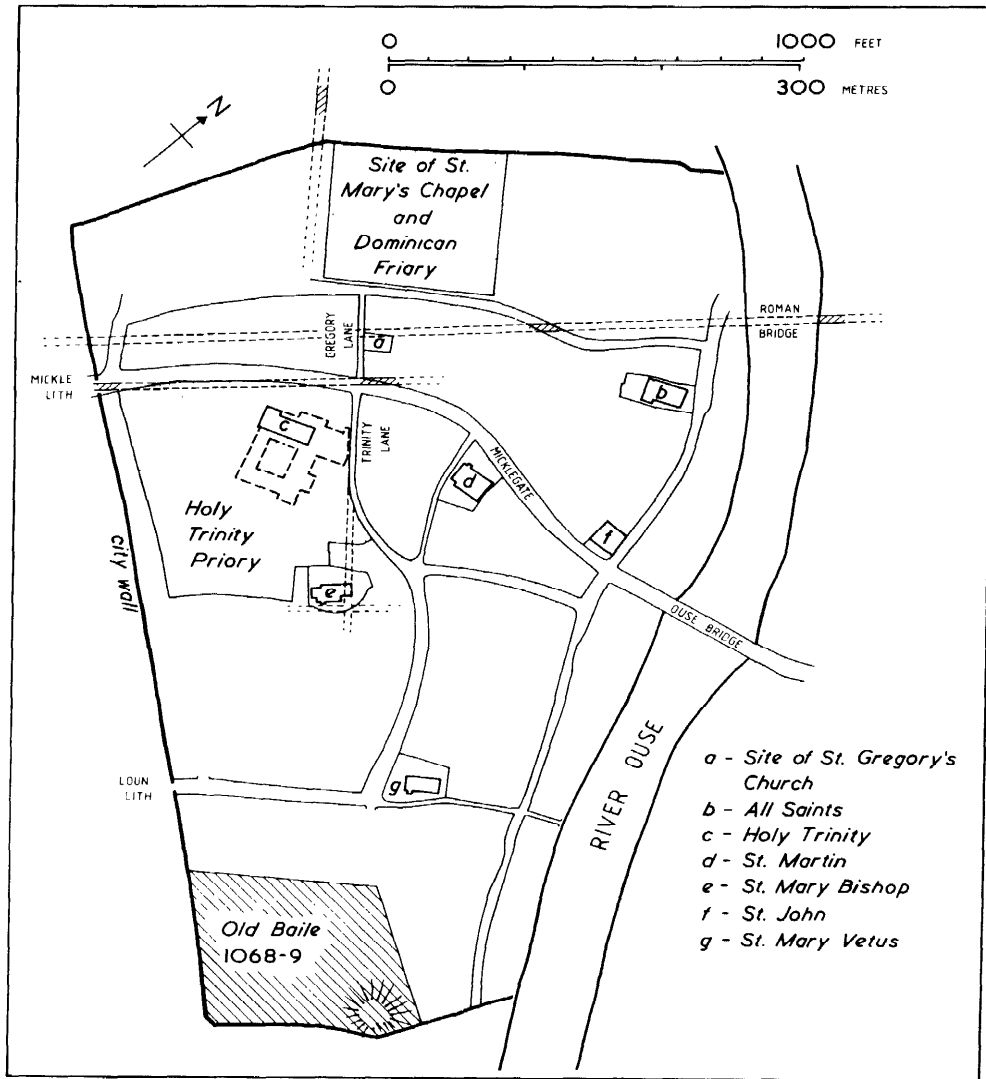 0 1000 FEET
0 300 METRES
N
Site of St.
Mary's Chapel
and
Dominican
Friary
ROMAN
BRIDGE
GREGORY
LANE
a
MICKLE
LITH
b
c
TRINITY
LANE
MICKLEGATE
d
Holy
Trinity
Priory
f
city wall
e
OUSE BRIDGE
RIVER OUSE
LOUN
LITH
g
Old Baile
1068-9
a - Site of St. Gregory's
Church
b - All Saints
c - Holy Trinity
d - St. Martin
e - St. Mary Bishop
f - St. John
g - St. Mary Vetus